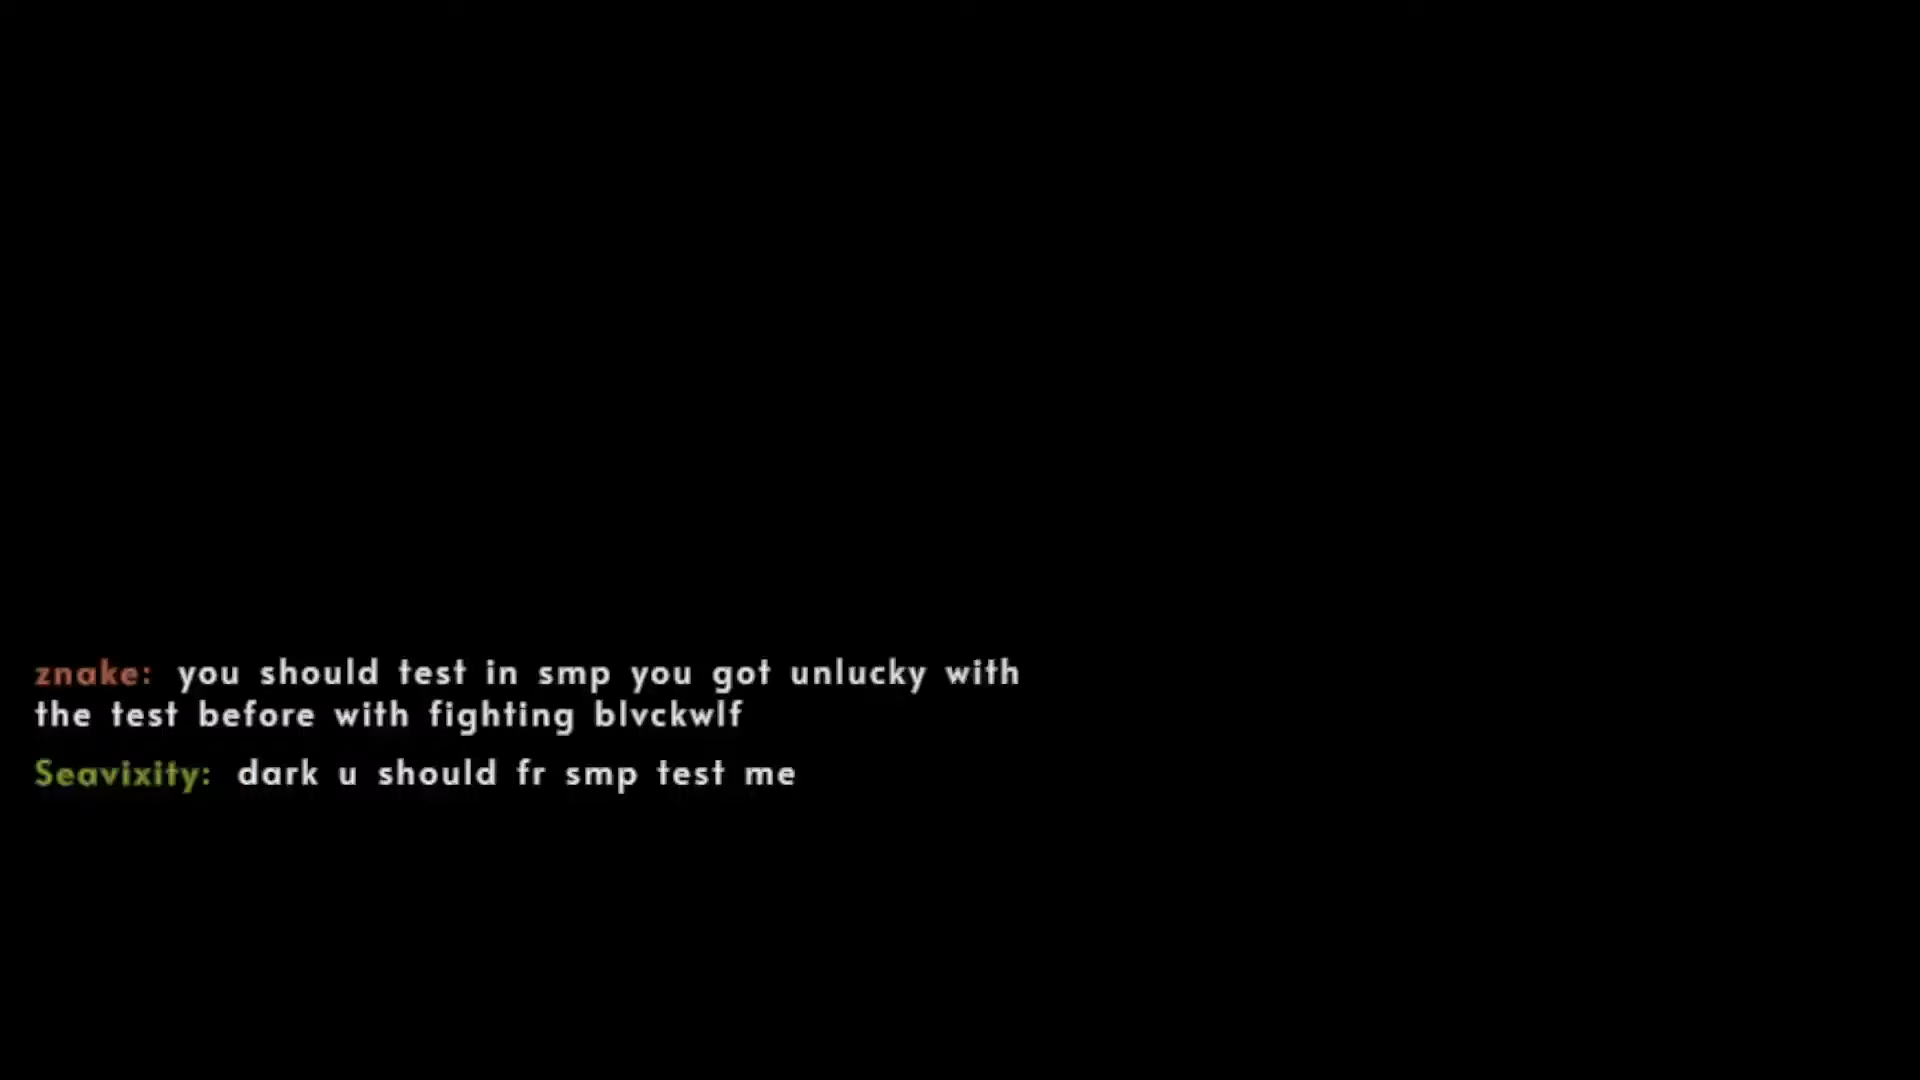 znake: you should test in smp you got unlucky with
the test before with fighting blvckwlf
Seavixity: dark u should fr smp test me